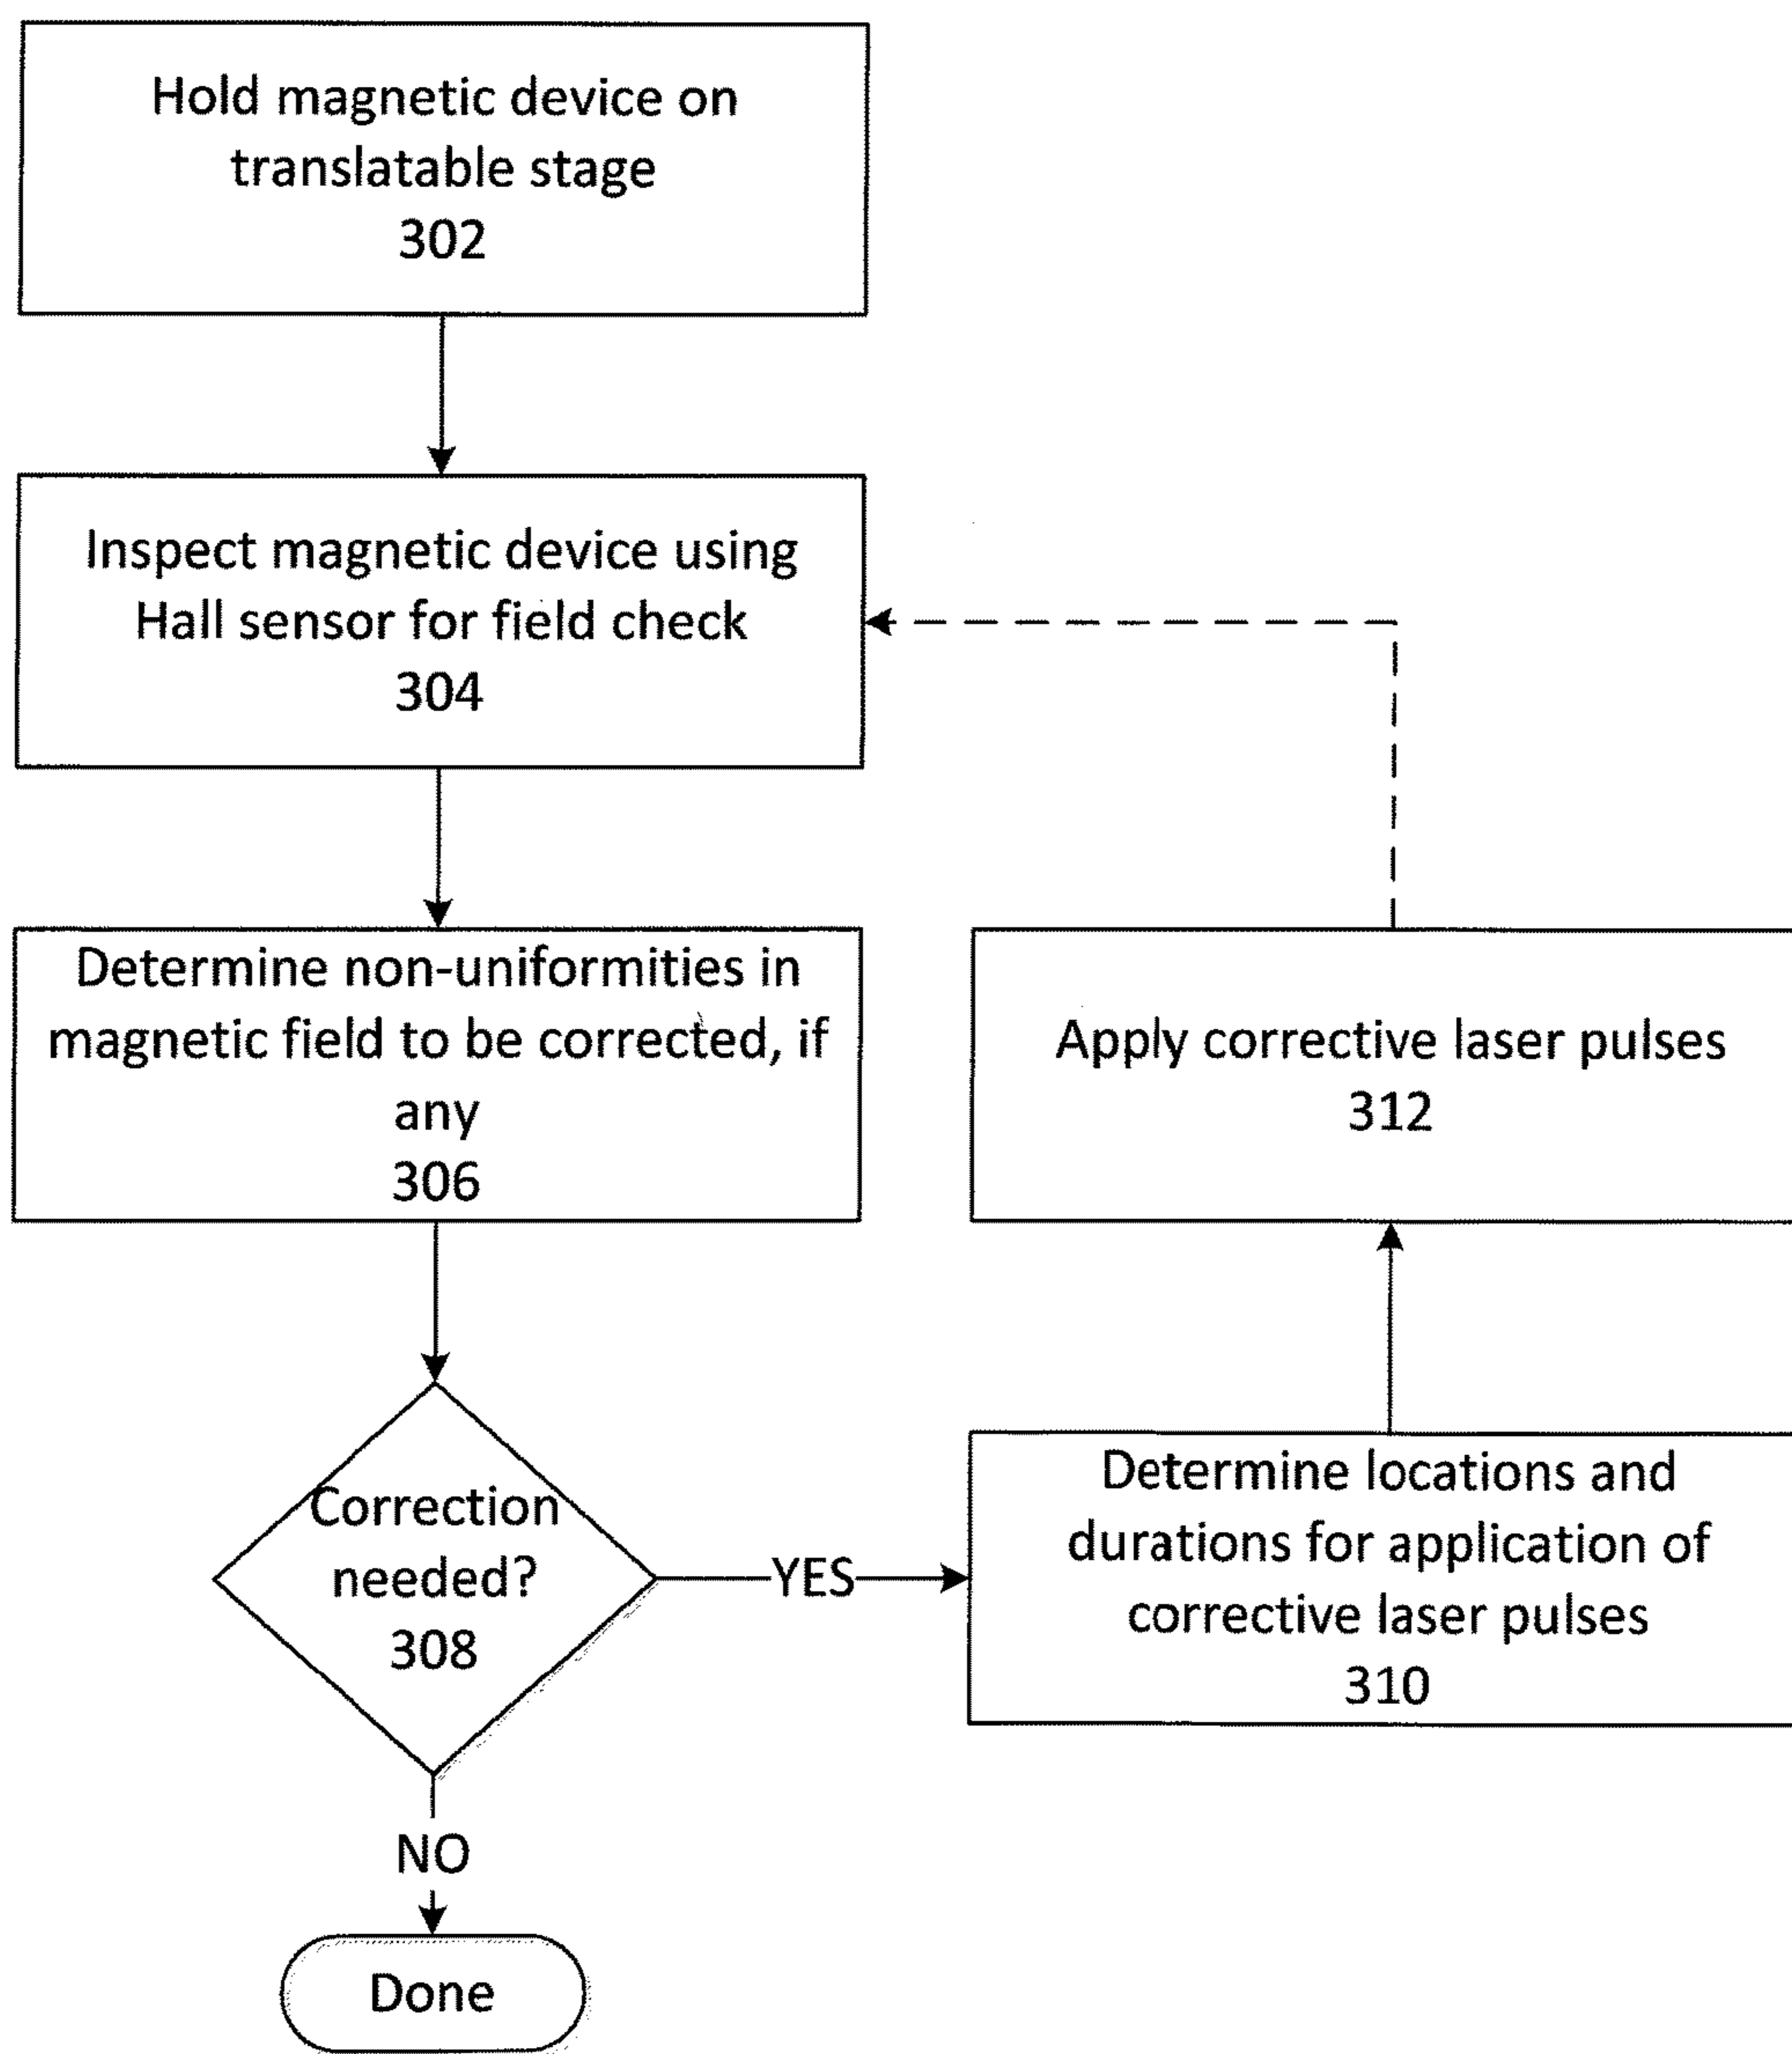 Hold magnetic device on
translatable stage
302
Inspect magnetic device using
Hall sensor for field check
304
Determine non-uniformities in
magnetic field to be corrected, if
any
306
Correction
needed?
308
YES
Determine locations and
durations for application of
corrective laser pulses
310
Apply corrective laser pulses
312
NO
Done